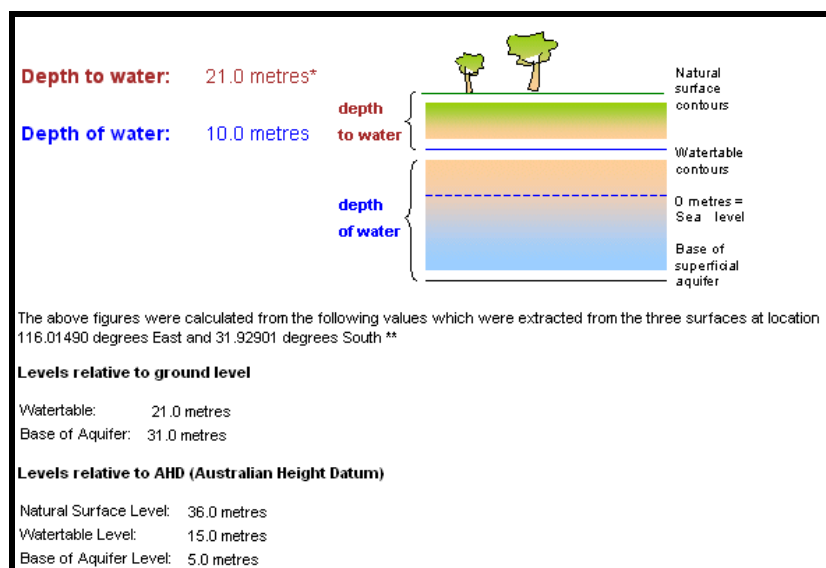 Depth to water: 21.0 metres*
Depth of water: 10.0 metres
depth
to water
depth
of water
Natural
surface
contours
Watertable
contours
0 metres =
Sea level
Base of
superficial
aquifer
The above figures were calculated from the following values which were extracted from the three surfaces at location
116.01490 degrees East and 31.92901 degrees South **
Levels relative to ground level
Watertable: 21.0 metres
Base of Aquifer: 31.0 metres
Levels relative to AHD (Australian Height Datum)
Natural Surface Level: 36.0 metres
Watertable Level: 15.0 metres
Base of Aquifer Level: 5.0 metres